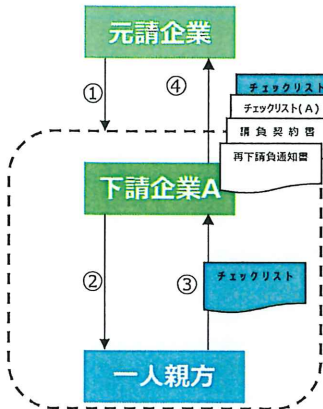 元請企業
①
④
チェックリスト
チェックリスト(A)
請負契約書
再下請負通知書
下請企業A
②
③
チェックリスト
一人親方